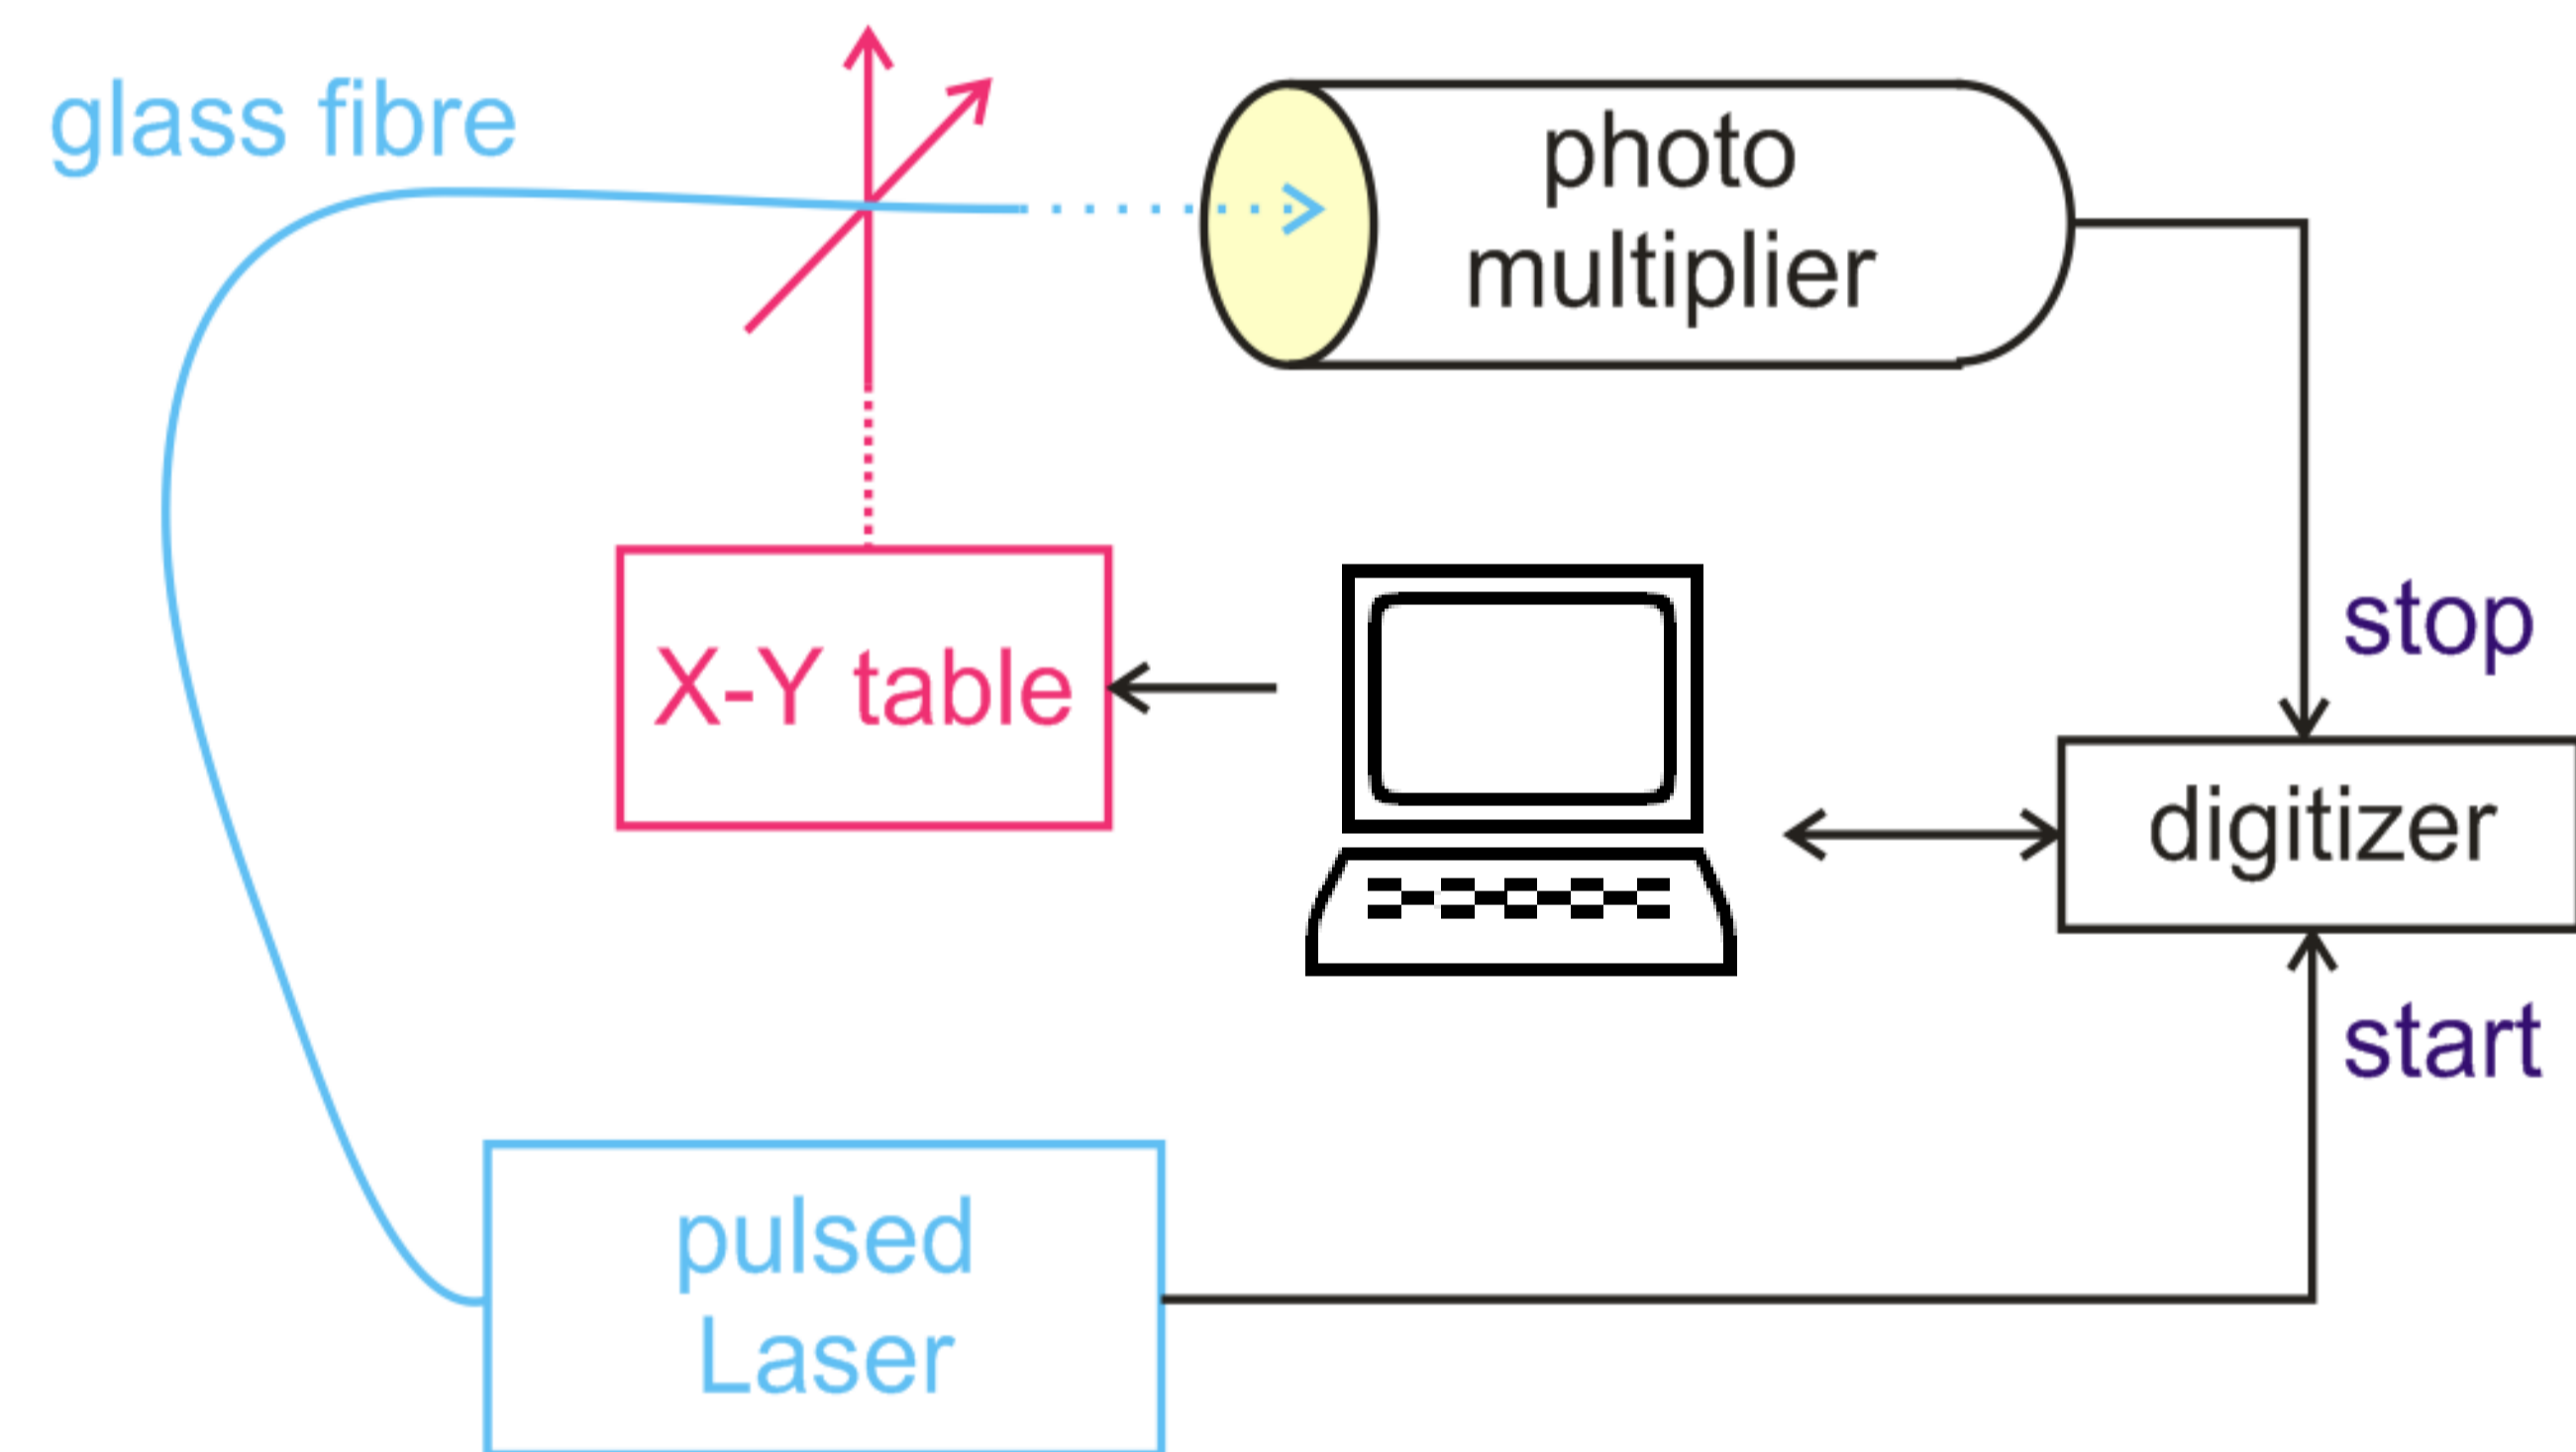 glass fibre
photo
multiplier
stop
X-Y table
digitizer
start
pulsed
Laser